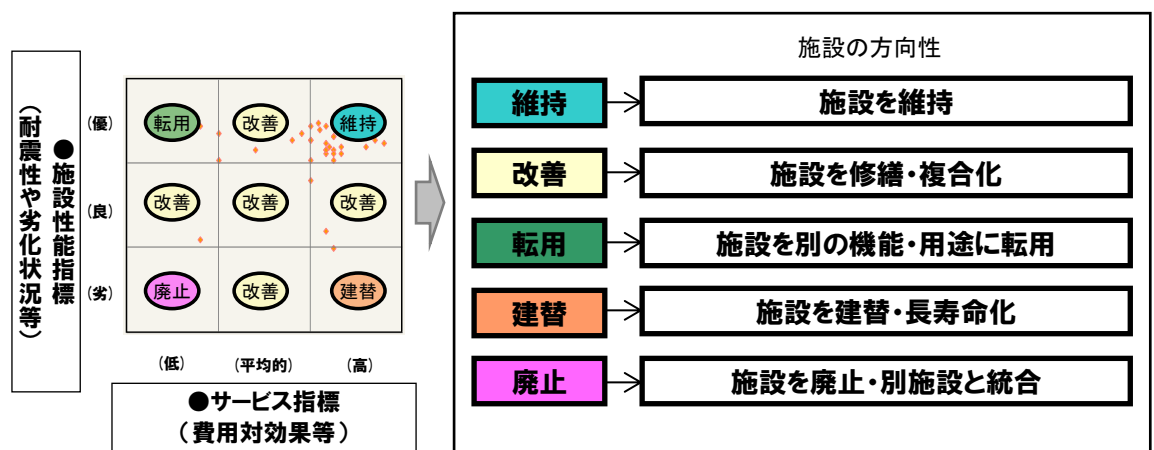 ●施設性能指標
（耐震性や劣化状況等）
（優）
（良）
（劣）
転用
改善
維持
改善
改善
改善
廃止
改善
建替
（低）
（平均的）
（高）
●サービス指標
（費用対効果等）
施設の方向性
維持
施設を維持
改善
施設を修繕・複合化
転用
施設を別の機能・用途に転用
建替
施設を建替・長寿命化
廃止
施設を廃止・別施設と統合